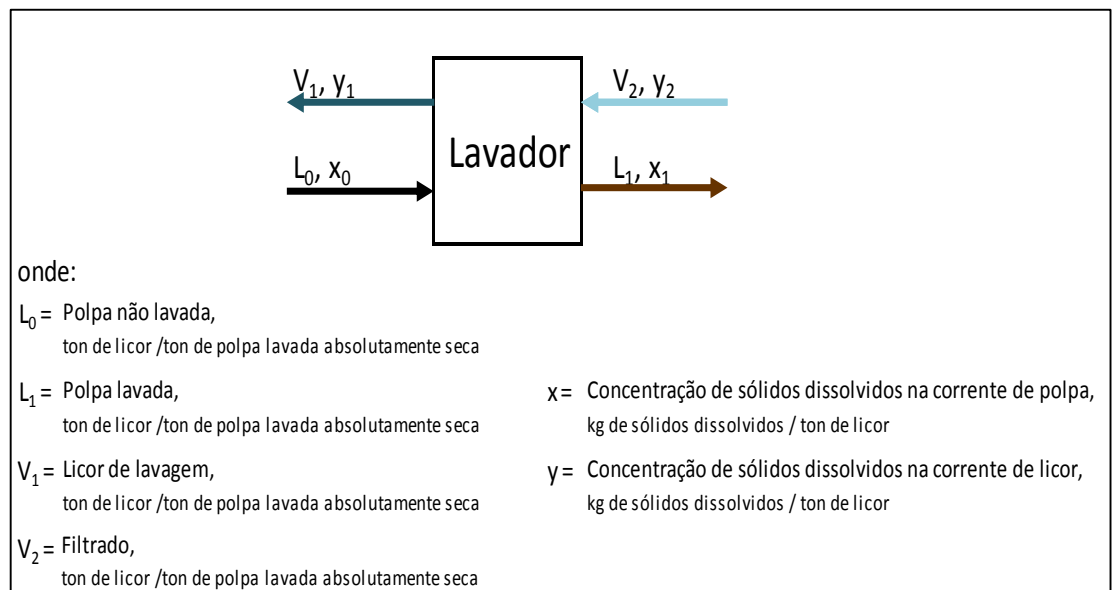 V₁, y₁
V₂, y₂
Lavador
L₀, x₀
L₁, x₁
onde:
L₀ = Polpa não lavada,
ton de licor /ton de polpa lavada absolutamente seca
L₁ = Polpa lavada,
ton de licor /ton de polpa lavada absolutamente seca
x = Concentração de sólidos dissolvidos na corrente de polpa,
kg de sólidos dissolvidos / ton de licor
V₁ = Licor de lavagem,
ton de licor /ton de polpa lavada absolutamente seca
y = Concentração de sólidos dissolvidos na corrente de licor,
kg de sólidos dissolvidos / ton de licor
V₂ = Filtrado,
ton de licor /ton de polpa lavada absolutamente seca